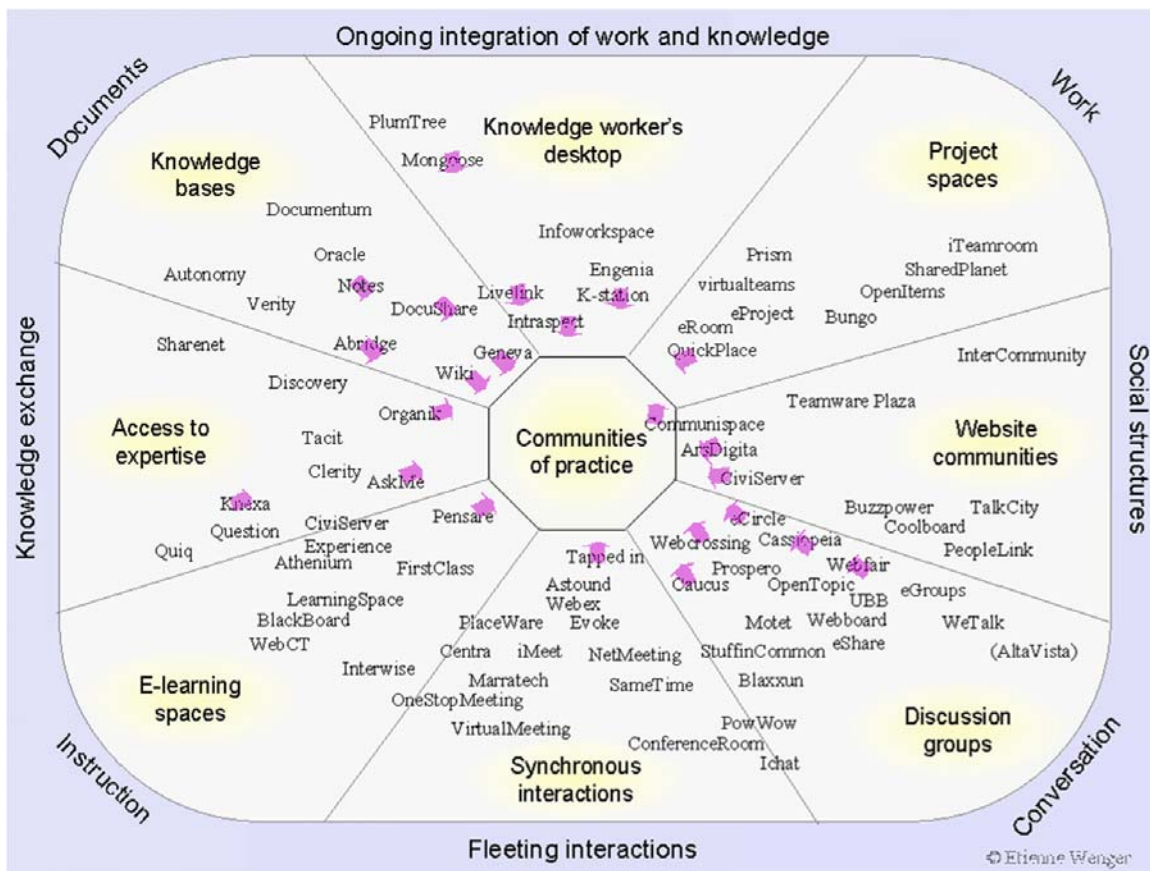 Ongoing integration of work and knowledge
Documents
Work
Knowledge exchange
Social structures
Instruction
Conversation
Fleeting interactions
Knowledge worker's
desktop
PlumTree
Mongoose
Infoworkspace
Engenia
K-station
Livelink
Intraspect
Project
spaces
Prism
virtualteams
eProject
eRoom
QuickPlace
iTeamroom
SharedPlanet
OpenItems
Bungo
Knowledge
bases
Documentum
Oracle
Autonomy
Notes
Verity
DocuShare
Abridge
Geneva
Wiki
Sharenet
Discovery
Organik
Access to
expertise
Tacit
Clerity
AskMe
Knexa
Question
Quiq
Communities
of practice
InterCommunity
Teamware Plaza
Communispace
ArsDigita
CiviServer
Website
communities
Buzzpower
Coolboard
TalkCity
PeopleLink
Pensare
CiviServer
Experience
Athenium
FirstClass
LearningSpace
BlackBoard
WebCT
Interwise
E-learning
spaces
Tapped in
Astound
Webex
PlaceWare
Evoke
Centra
iMeet
NetMeeting
Marratech
SameTime
OneStopMeeting
VirtualMeeting
ConferenceRoom
Synchronous
interactions
eCircle
Webcrossing
Cassiopeia
Prospero
Webfair
Caucus
OpenTopic
UBB
eGroups
Motet
Webboard
WeTalk
StuffinCommon
eShare
(AltaVista)
Blaxxun
PowWow
Ichat
Discussion
groups
© Etienne Wenger